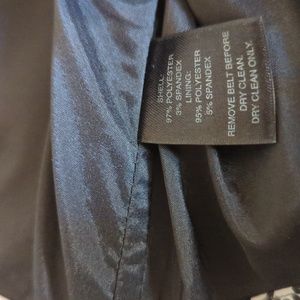 SHELL:
97% POLYESTER
3% SPANDEX
LINING:
95% POLYESTER
5% SPANDEX
REMOVE BELT BEFORE
DRY CLEAN.
DRY CLEAN ONLY.